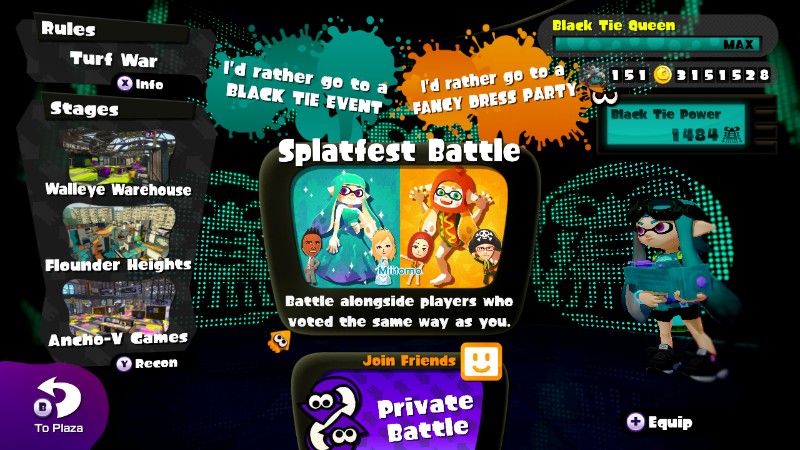 Rules
Turf War
X Info
Stages
Walleye Warehouse
Flounder Heights
Ancho-V Games
Y Recon
B
To Plaza
I'd rather go to a
BLACK TIE EVENT
I'd rather go to a
FANCY DRESS PARTY
Splatfest Battle
Miitomo
Battle alongside players who
voted the same way as you.
Join Friends
Private
Battle
Black Tie Queen
MAX
151 3151528
Black Tie Power
1484
+ Equip